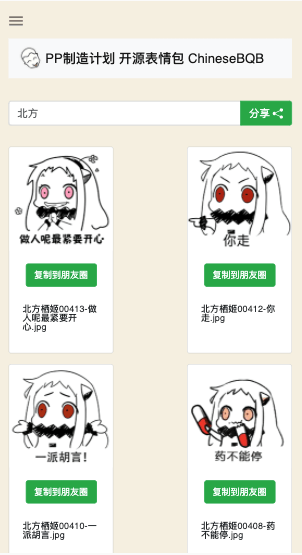 PP制造计划 开源表情包 ChineseBQB
北方
分享
做人呢最紧要开心
你走
复制到朋友圈
复制到朋友圈
北方栖姬00413-做
人呢最紧要开
心.jpg
北方栖姬00412-你
走.jpg
一派胡言!
药不能停
复制到朋友圈
复制到朋友圈
北方栖姬00410-一
派胡言.jpg
北方栖姬00408-药
不能停.jpg